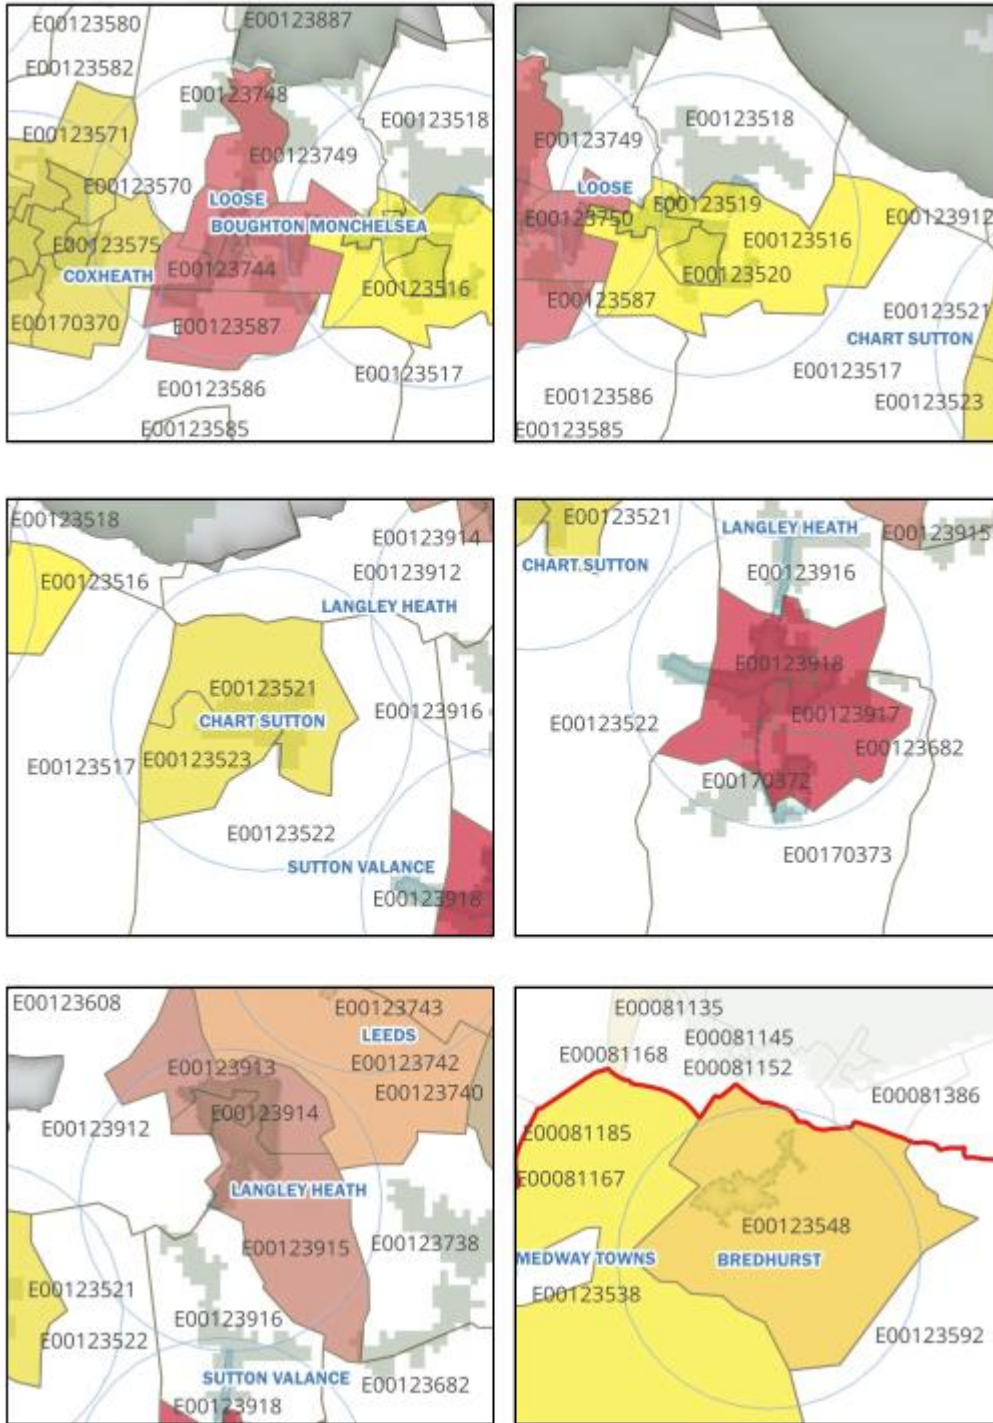 E00123580
E00123887
E00123582
E00123748
E00123518
E00123571
E00123749
E00123570
LOOSE
BOUGHTON MONCHELSEA
E00123575
COXHEATH
E00123744
E00123516
E00170370
E00123587
E00123517
E00123586
E00123585
E00123518
E00123749
LOOSE
E00123519
E00123750
E00123912
E00123516
E00123520
E00123587
E00123521
CHART SUTTON
E00123517
E00123586
E00123523
E00123585
E00123518
E00123914
E00123516
E00123912
LANGLEY HEATH
E00123521
E00123916
CHART SUTTON
E00123517
E00123523
E00123522
SUTTON VALANCE
E00123918
E00123521
LANGLEY HEATH
E00123915
CHART SUTTON
E00123916
E00123918
E00123522
E00123917
E00123682
E00170372
E00170373
E00123608
E00123743
LEEDS
E00123913
E00123742
E00123740
E00123914
E00123912
LANGLEY HEATH
E00123915
E00123738
E00123521
E00123916
E00123522
SUTTON VALANCE
E00123682
E00123918
E00081135
E00081145
E00081168
E00081152
E00081386
E00081185
E00081167
E00123548
MEDWAY TOWNS
BREDHURST
E00123538
E00123592